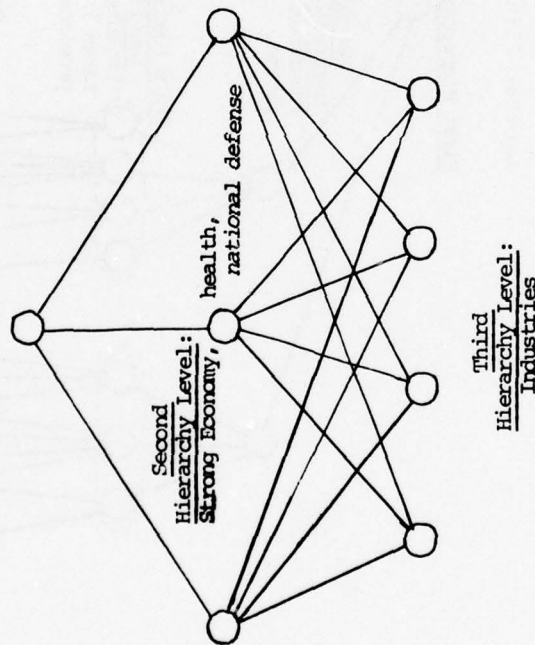 Second
Hierarchy Level:
Strong Economy,
health,
national defense
Third
Hierarchy Level:
Industries